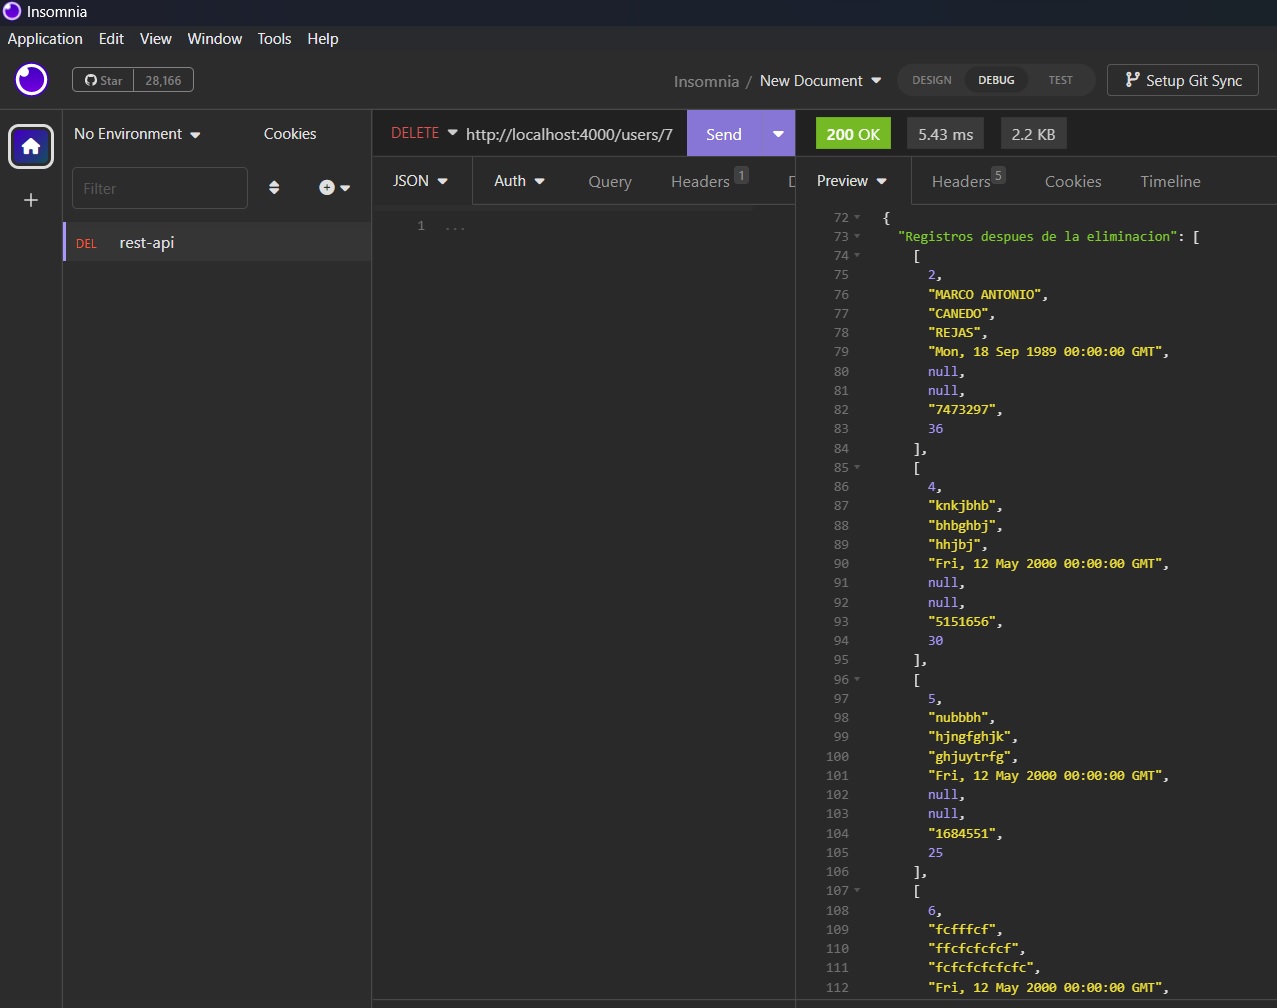 Insomnia
Application Edit View Window Tools Help
Star 28,166
Insomnia / New Document
DESIGN DEBUG TEST
Setup Git Sync
No Environment Cookies
DELETE http://localhost:4000/users/7 Send
200 OK 5.43 ms 2.2 KB
Filter
JSON Auth Query Headers 1
Preview Headers 5 Cookies Timeline
DEL rest-api
1 ...
72 {
73 "Registros despues de la eliminacion": [
74 [
75 2,
76 "MARCO ANTONIO",
77 "CANEDO",
78 "REJAS",
79 "Mon, 18 Sep 1989 00:00:00 GMT",
80 null,
81 null,
82 "7473297",
83 36
84 ],
85 [
86 4,
87 "knkjbhb",
88 "bhbghbj",
89 "hhjbj",
90 "Fri, 12 May 2000 00:00:00 GMT",
91 null,
92 null,
93 "5151656",
94 30
95 ],
96 [
97 5,
98 "nubbbh",
99 "hjngfghjk",
100 "ghjuytrfg",
101 "Fri, 12 May 2000 00:00:00 GMT",
102 null,
103 null,
104 "1684551",
105 25
106 ],
107 [
108 6,
109 "fcfffcf",
110 "ffcfcfcfcf",
111 "fcfcfcfcfcfc",
112 "Fri, 12 May 2000 00:00:00 GMT",